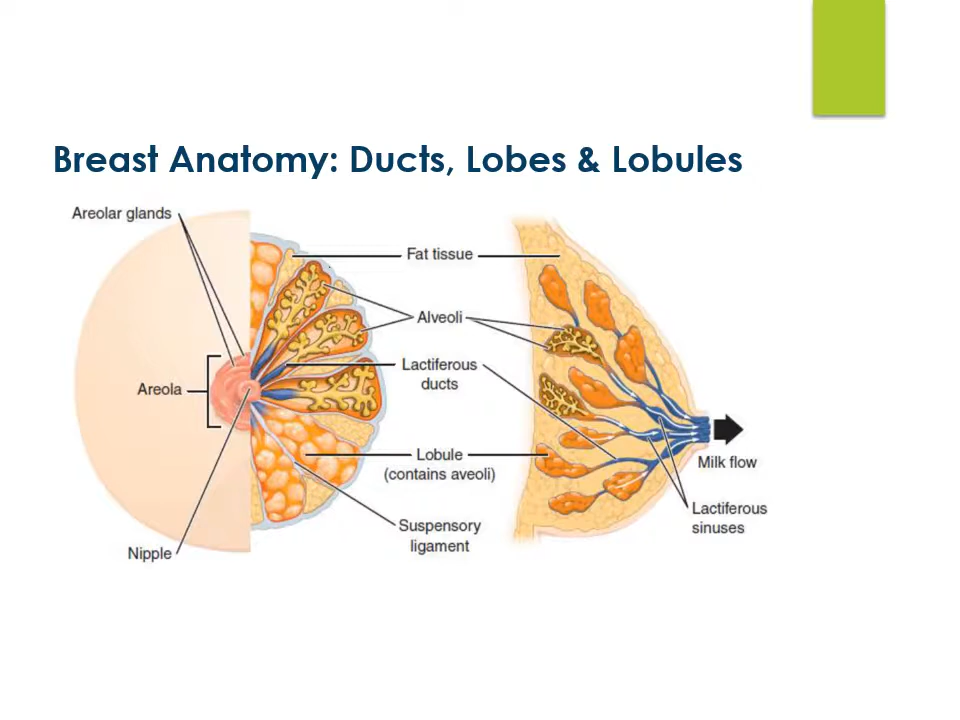 Breast Anatomy: Ducts, Lobes & Lobules
Areolar glands
Fat tissue
Alveoli
Lactiferous
ducts
Areola
Lobule
(contains aveoli)
Milk flow
Lactiferous
sinuses
Suspensory
ligament
Nipple